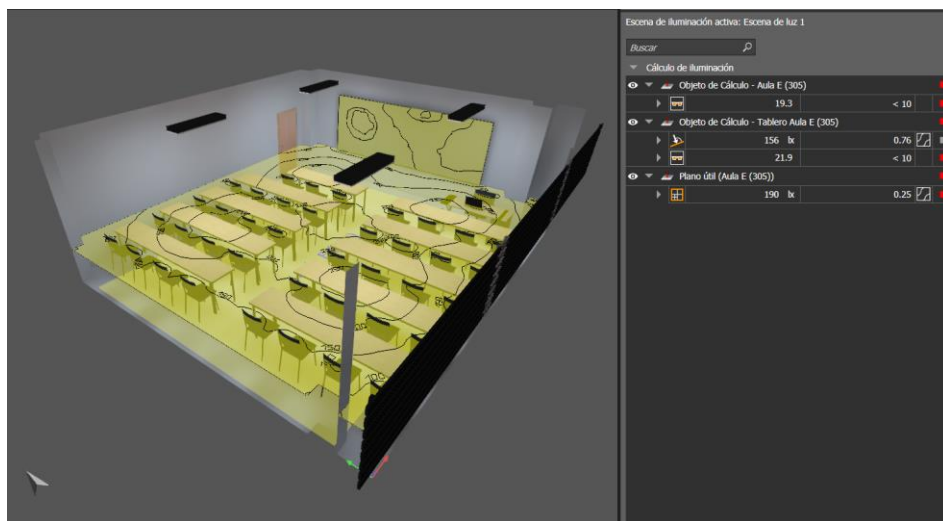 Escena de iluminación activa: Escena de luz 1
Buscar
Cálculo de iluminación
Objeto de Cálculo - Aula E (305)
19.3 < 10
Objeto de Cálculo - Tablero Aula E (305)
156 lx 0.76
21.9 < 10
Plano útil (Aula E (305))
190 lx 0.25